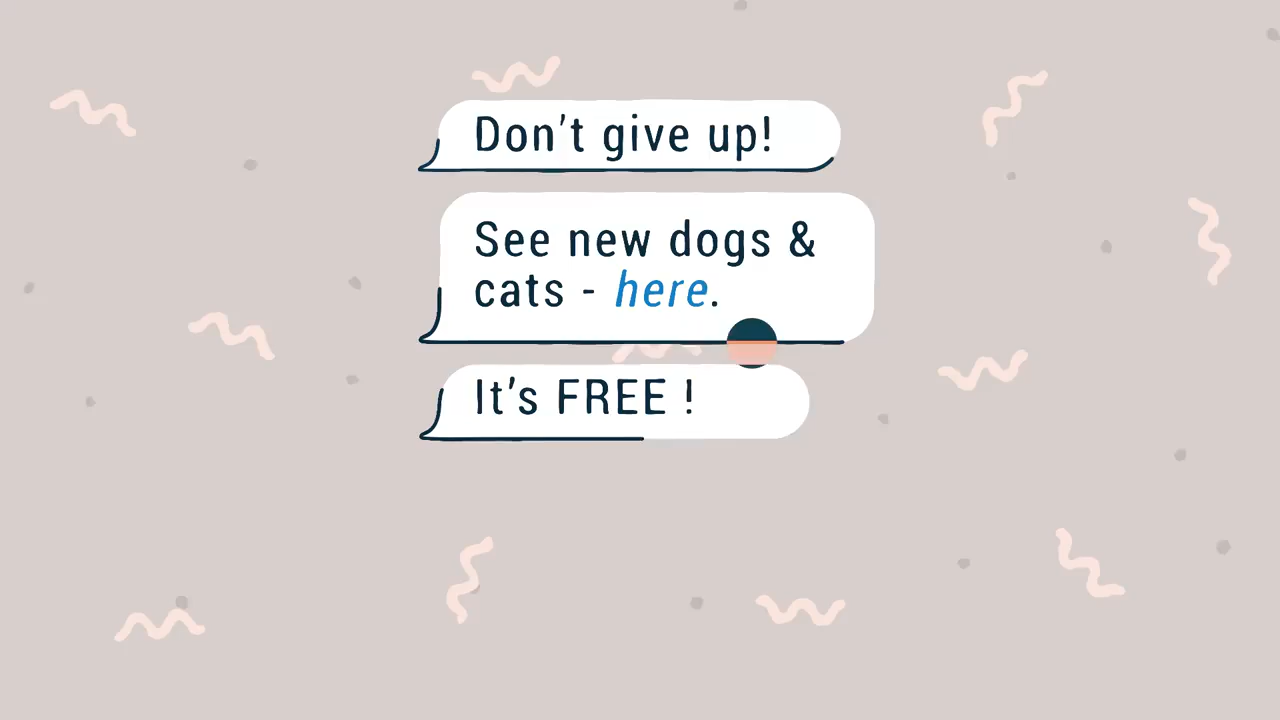 Don't give up!
See new dogs &
cats - here.
It's FREE !